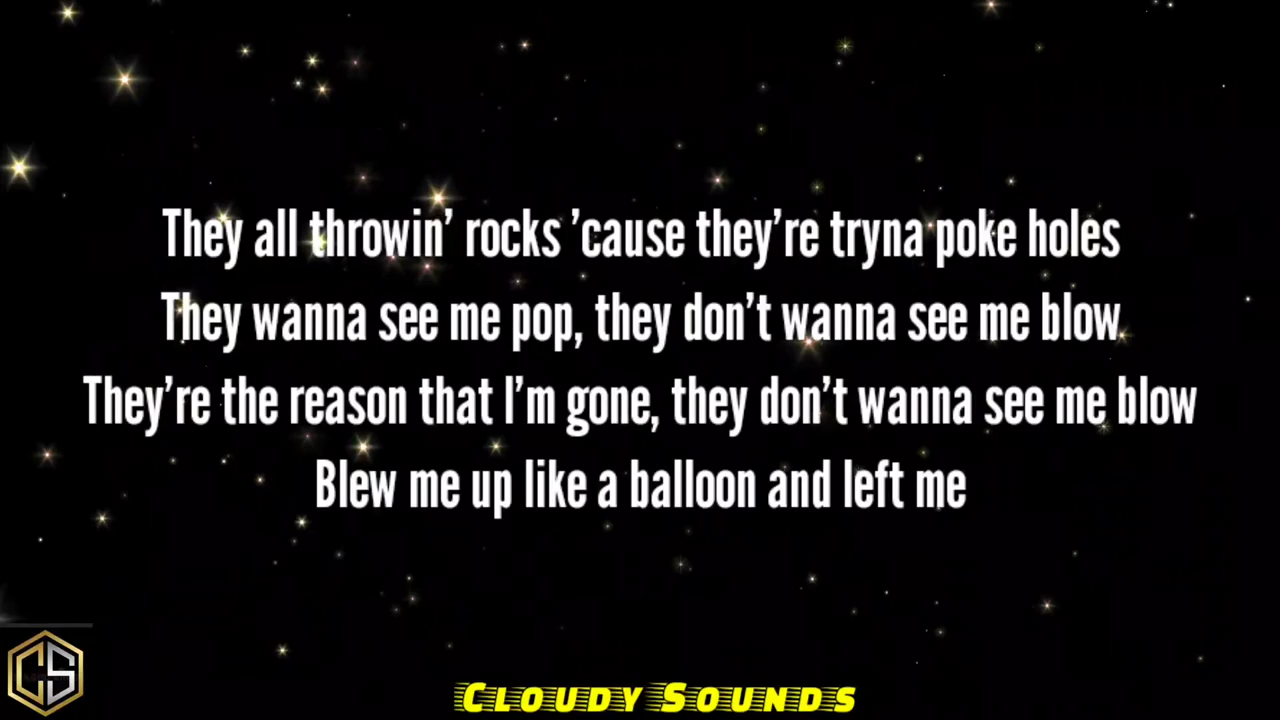 They all throwin’ rocks ’cause they’re tryna poke holes
They wanna see me pop, they don’t wanna see me blow
They’re the reason that I’m gone, they don’t wanna see me blow
Blew me up like a balloon and left me
CS
Cloudy Sounds